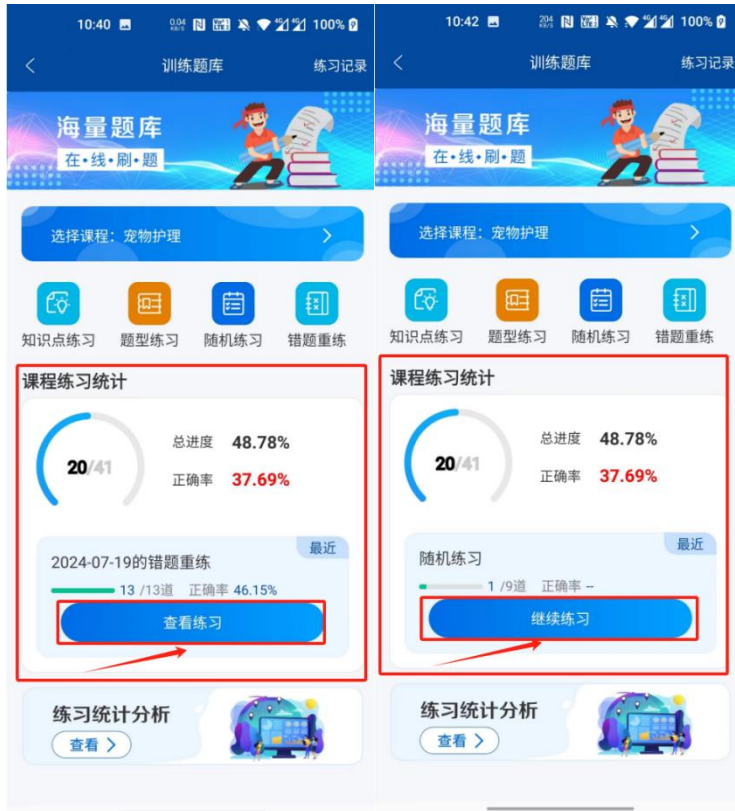 10:40 0.04 KB/S 100%
训练题库 练习记录
海量题库
在·线·刷·题
选择课程：宠物护理
知识点练习 题型练习 随机练习 错题重练
课程练习统计
20/41
总进度 48.78%
正确率 37.69%
最近
2024-07-19的错题重练
13 /13道 正确率 46.15%
查看练习
练习统计分析
查看
10:42 204 KB/S 100%
训练题库 练习记录
海量题库
在·线·刷·题
选择课程：宠物护理
知识点练习 题型练习 随机练习 错题重练
课程练习统计
20/41
总进度 48.78%
正确率 37.69%
最近
随机练习
1 /9道 正确率 --
继续练习
练习统计分析
查看